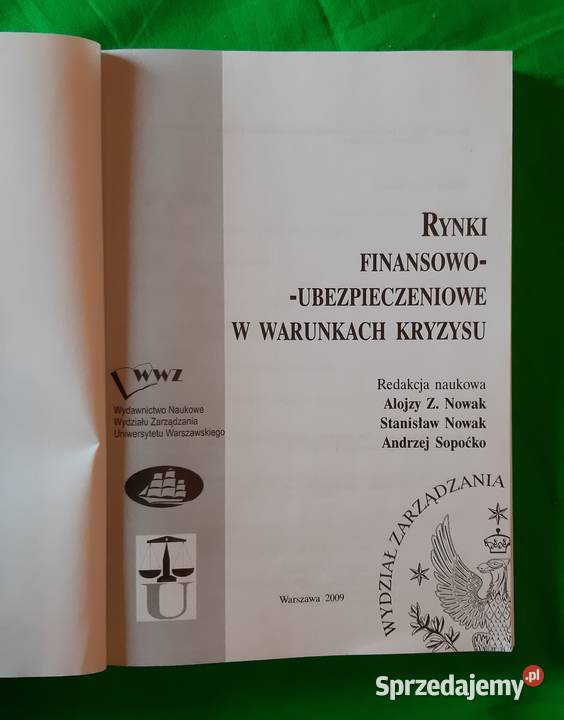 RYNKI
FINANSOWO-
-UBEZPIECZENIOWE
W WARUNKACH KRYZYSU
Redakcja naukowa
Alojzy Z. Nowak
Stanisław Nowak
Andrzej Sopoćko
WWZ
Wydawnictwo Naukowe
Wydziału Zarządzania
Uniwersytetu Warszawskiego
U
WYDZIAŁ ZARZĄDZANIA
Warszawa 2009
Sprzedajemy.pl